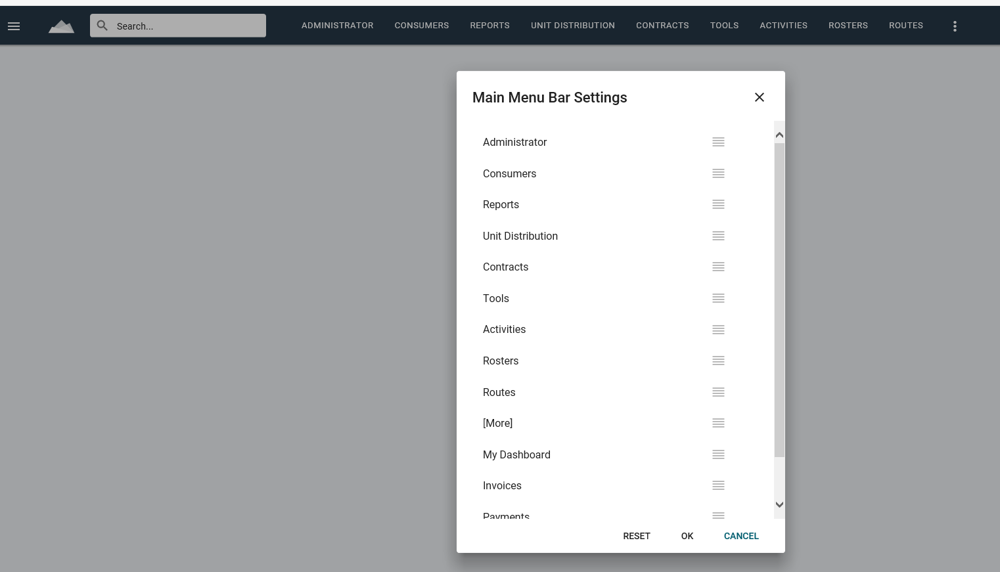 Search...
ADMINISTRATOR CONSUMERS REPORTS UNIT DISTRIBUTION CONTRACTS TOOLS ACTIVITIES ROSTERS ROUTES
Main Menu Bar Settings
Administrator
Consumers
Reports
Unit Distribution
Contracts
Tools
Activities
Rosters
Routes
[More]
My Dashboard
Invoices
Payments
RESET OK CANCEL